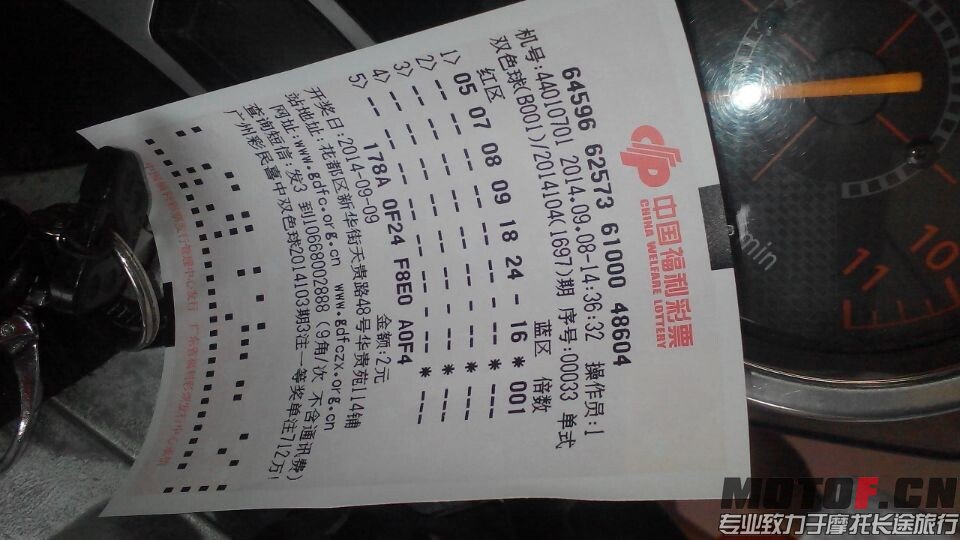 中国福利彩票
CHINA WELFARE LOTTERY
64596 62573 61000 48604
机号:44010701 2014.09.08-14:36:32 操作员:1
双色球(B001)/2014104(1697)期 序号:00033 单式
红区 蓝区 倍数
1> 05 07 08 09 18 24 - 16 * 001
2> -- -- -- -- -- -- - -- * ---
3> -- -- -- -- -- -- - -- * ---
4> -- -- -- -- -- -- - -- * ---
5> -- -- -- -- -- -- - -- * ---
178A 0F24 F8E0 A0F4 金额:2元
开奖日:2014-09-09
站地址:花都区新华街天贵路48号华贵苑114铺
网址:www.gdfc.org.cn www.gdfczx.org.cn
查询短信:发3 到10668002888 (3角/次 不含通讯费)
广州彩民喜中双色球2014103期3注一等奖单注712万!
min
10
11
MOTOF.CN
专业致力于摩托长途旅行